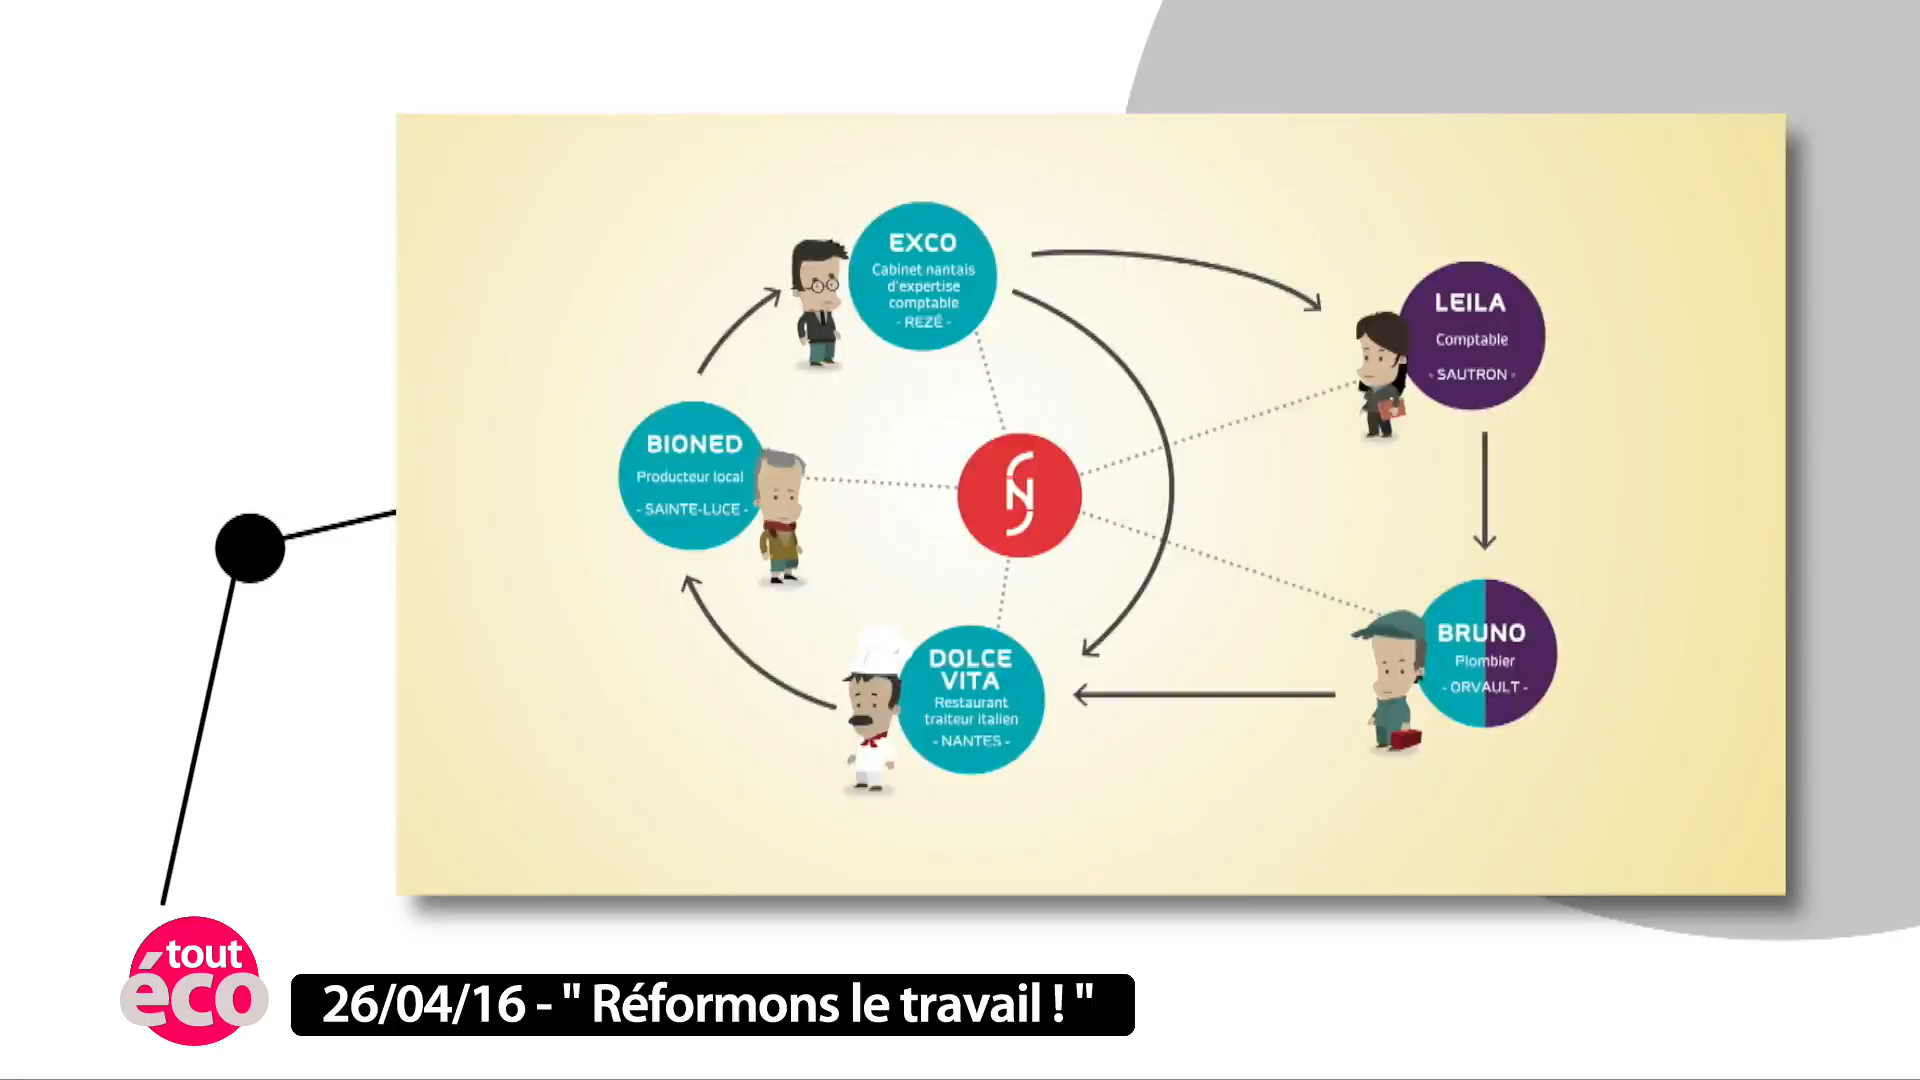 EXCO
Cabinet nantais
d'expertise
comptable
- REZÉ -
LEILA
Comptable
- SAUTRON -
BIONED
Producteur local
- SAINTE-LUCE -
SN
DOLCE
VITA
Restaurant
traiteur italien
- NANTES -
BRUNO
Plombier
- ORVAULT -
tout
éco
26/04/16 - " Réformons le travail ! "